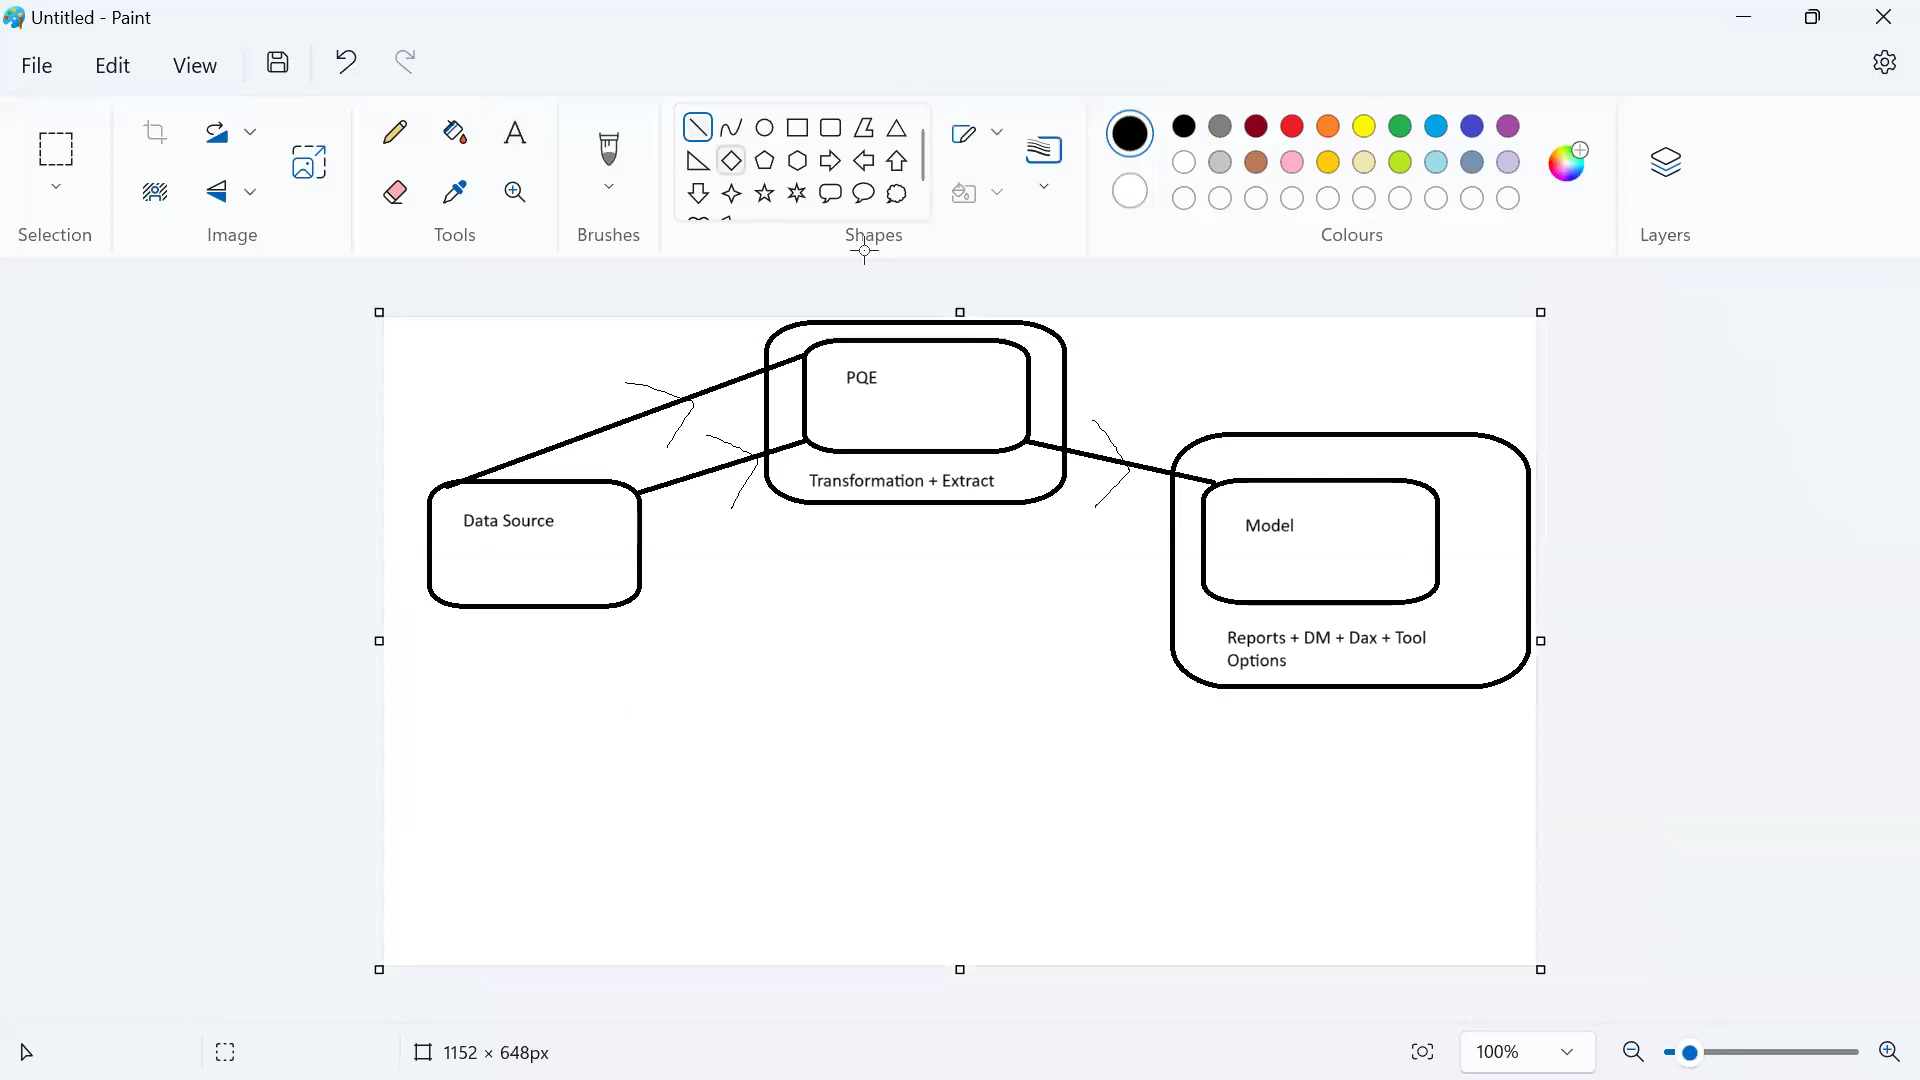 Untitled - Paint
File Edit View
Selection Image Tools Brushes Shapes Colours Layers
PQE
Transformation + Extract
Data Source
Model
Reports + DM + Dax + Tool
Options
1152 × 648px
100%